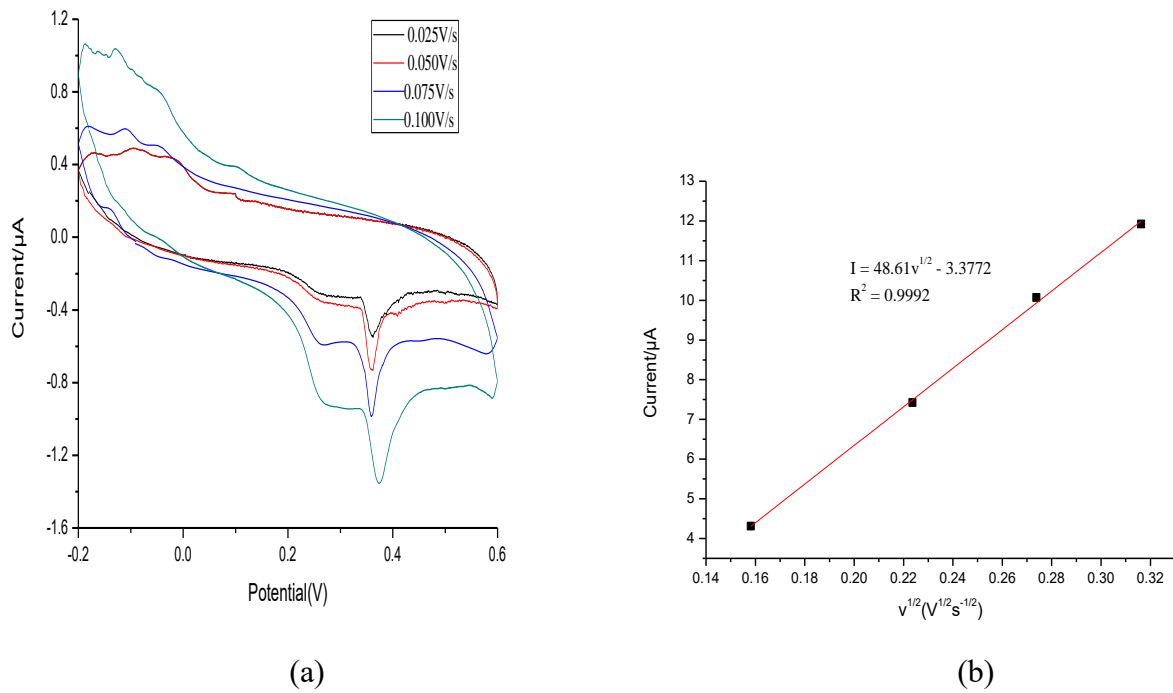 1.2
0.8
0.4
0.0
-0.4
-0.8
-1.2
-1.6
Current/µA
0.025V/s
0.050V/s
0.075V/s
0.100V/s
-0.2 0.0 0.2 0.4 0.6
Potential(V)
(a)
13
12
11
10
9
8
7
6
5
4
Current/µA
I = 48.61v^{1/2} - 3.3772
R^2 = 0.9992
0.14 0.16 0.18 0.20 0.22 0.24 0.26 0.28 0.30 0.32
v^{1/2}(V^{1/2}s^{-1/2})
(b)